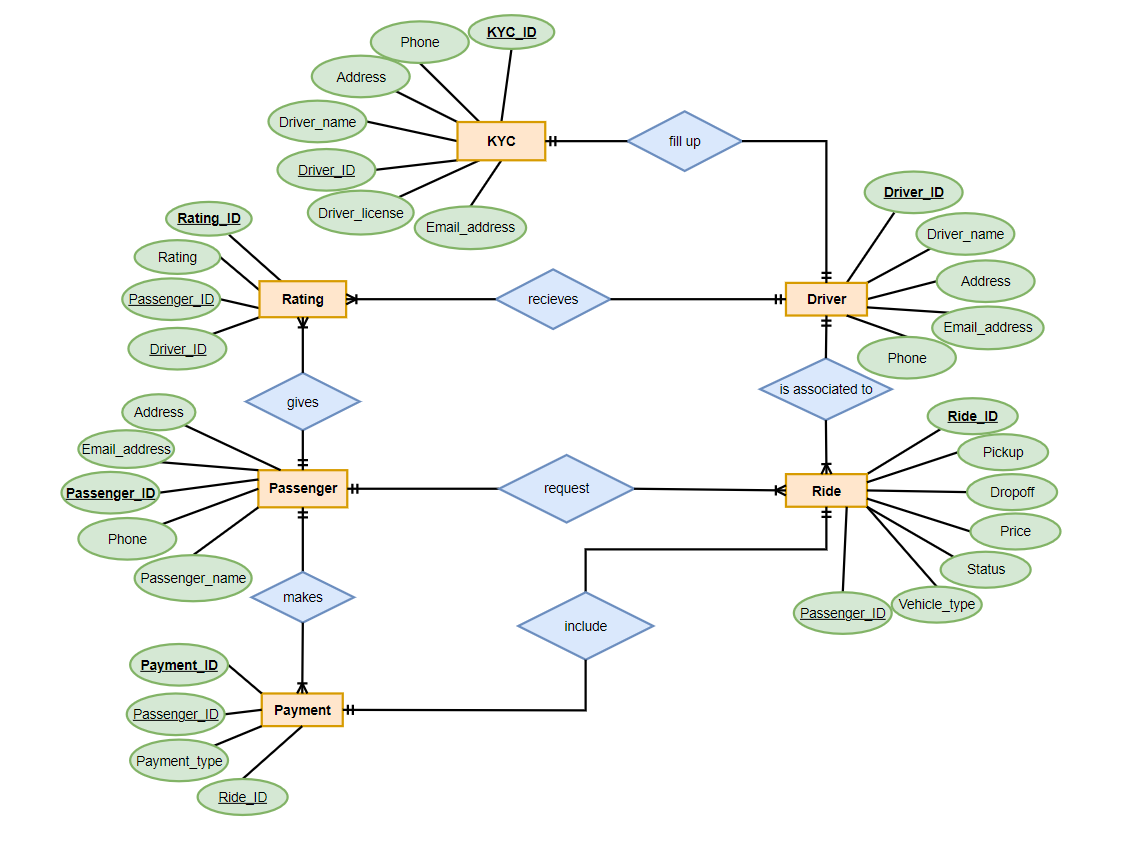 KYC_ID
Phone
Address
Driver_name
KYC
fill up
Driver_ID
Driver_license
Email_address
Driver_ID
Driver_name
Address
Email_address
Phone
Driver
Rating_ID
Rating
Passenger_ID
Driver_ID
Rating
recieves
gives
is associated to
Address
Email_address
Passenger_ID
Phone
Passenger_name
Passenger
request
Ride
Ride_ID
Pickup
Dropoff
Price
Status
Vehicle_type
Passenger_ID
makes
include
Payment_ID
Passenger_ID
Payment_type
Ride_ID
Payment